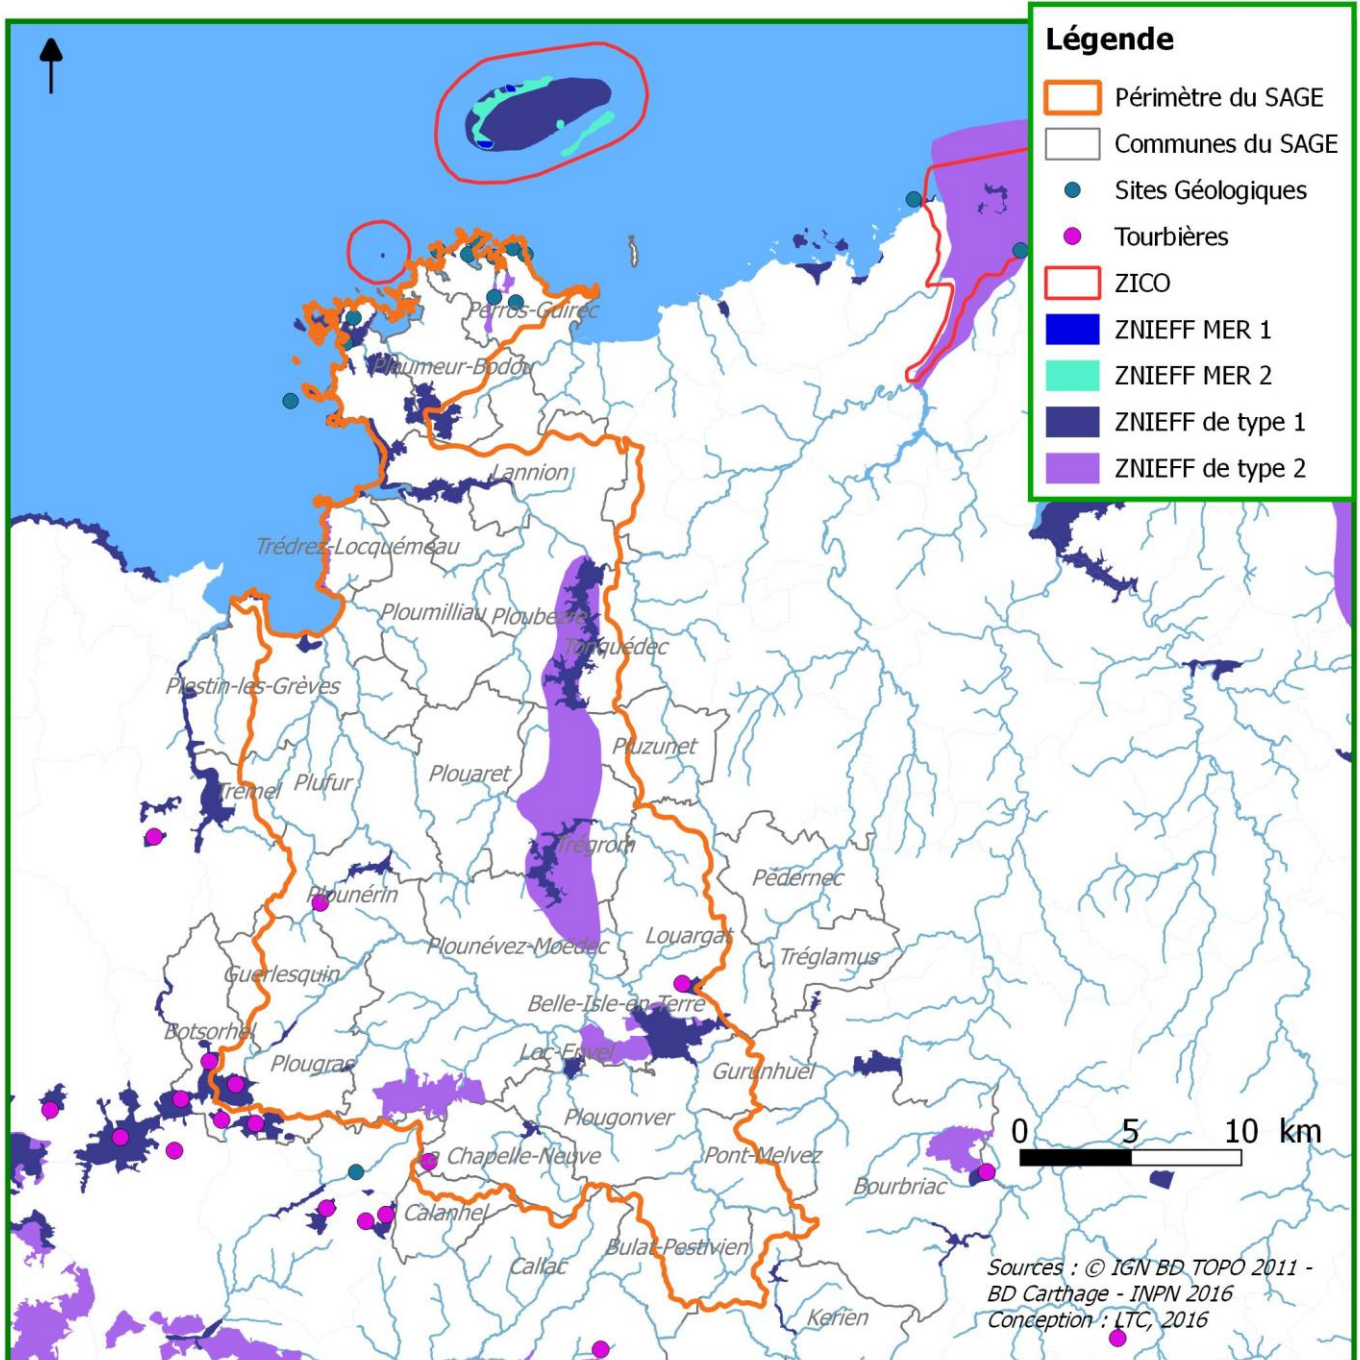 Légende
Périmètre du SAGE
Communes du SAGE
Sites Géologiques
Tourbières
ZICO
ZNIEFF MER 1
ZNIEFF MER 2
ZNIEFF de type 1
ZNIEFF de type 2
Perros-Guirec
Pleumeur-Bodou
Lannion
Trédrez-Locquémeau
Ploumilliau
Ploubezre
Tonquédec
Plestin-les-Grèves
Pluzunet
Trémel
Plufur
Plouaret
Trégrom
Pédernec
Plounérin
Louargat
Plounévez-Moëdec
Tréglamus
Guerlesquin
Belle-Isle-en-Terre
Botsorhel
Loc-Envel
Plougras
Gurunhuel
Plougonver
0 5 10 km
La Chapelle-Neuve
Pont-Melvez
Bourbriac
Calanhel
Bulat-Pestivien
Callac
Kerien
Sources : © IGN BD TOPO 2011 -
BD Carthage - INPN 2016
Conception : LTC, 2016